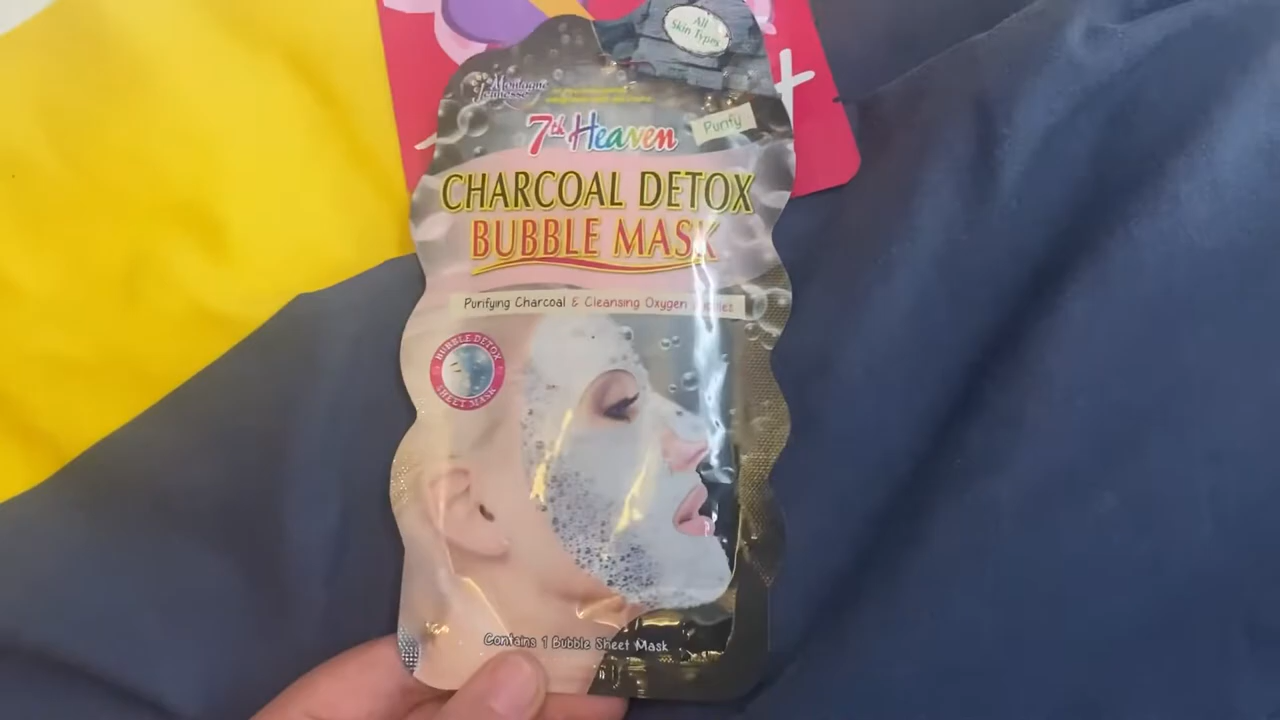 All
Skin Types
Montagne
Jeunesse
7th Heaven
Purify
CHARCOAL DETOX
BUBBLE MASK
Purifying Charcoal & Cleansing Oxygen
BUBBLE DETOX
SHEET MASK
Contains 1 Bubble Sheet Mask